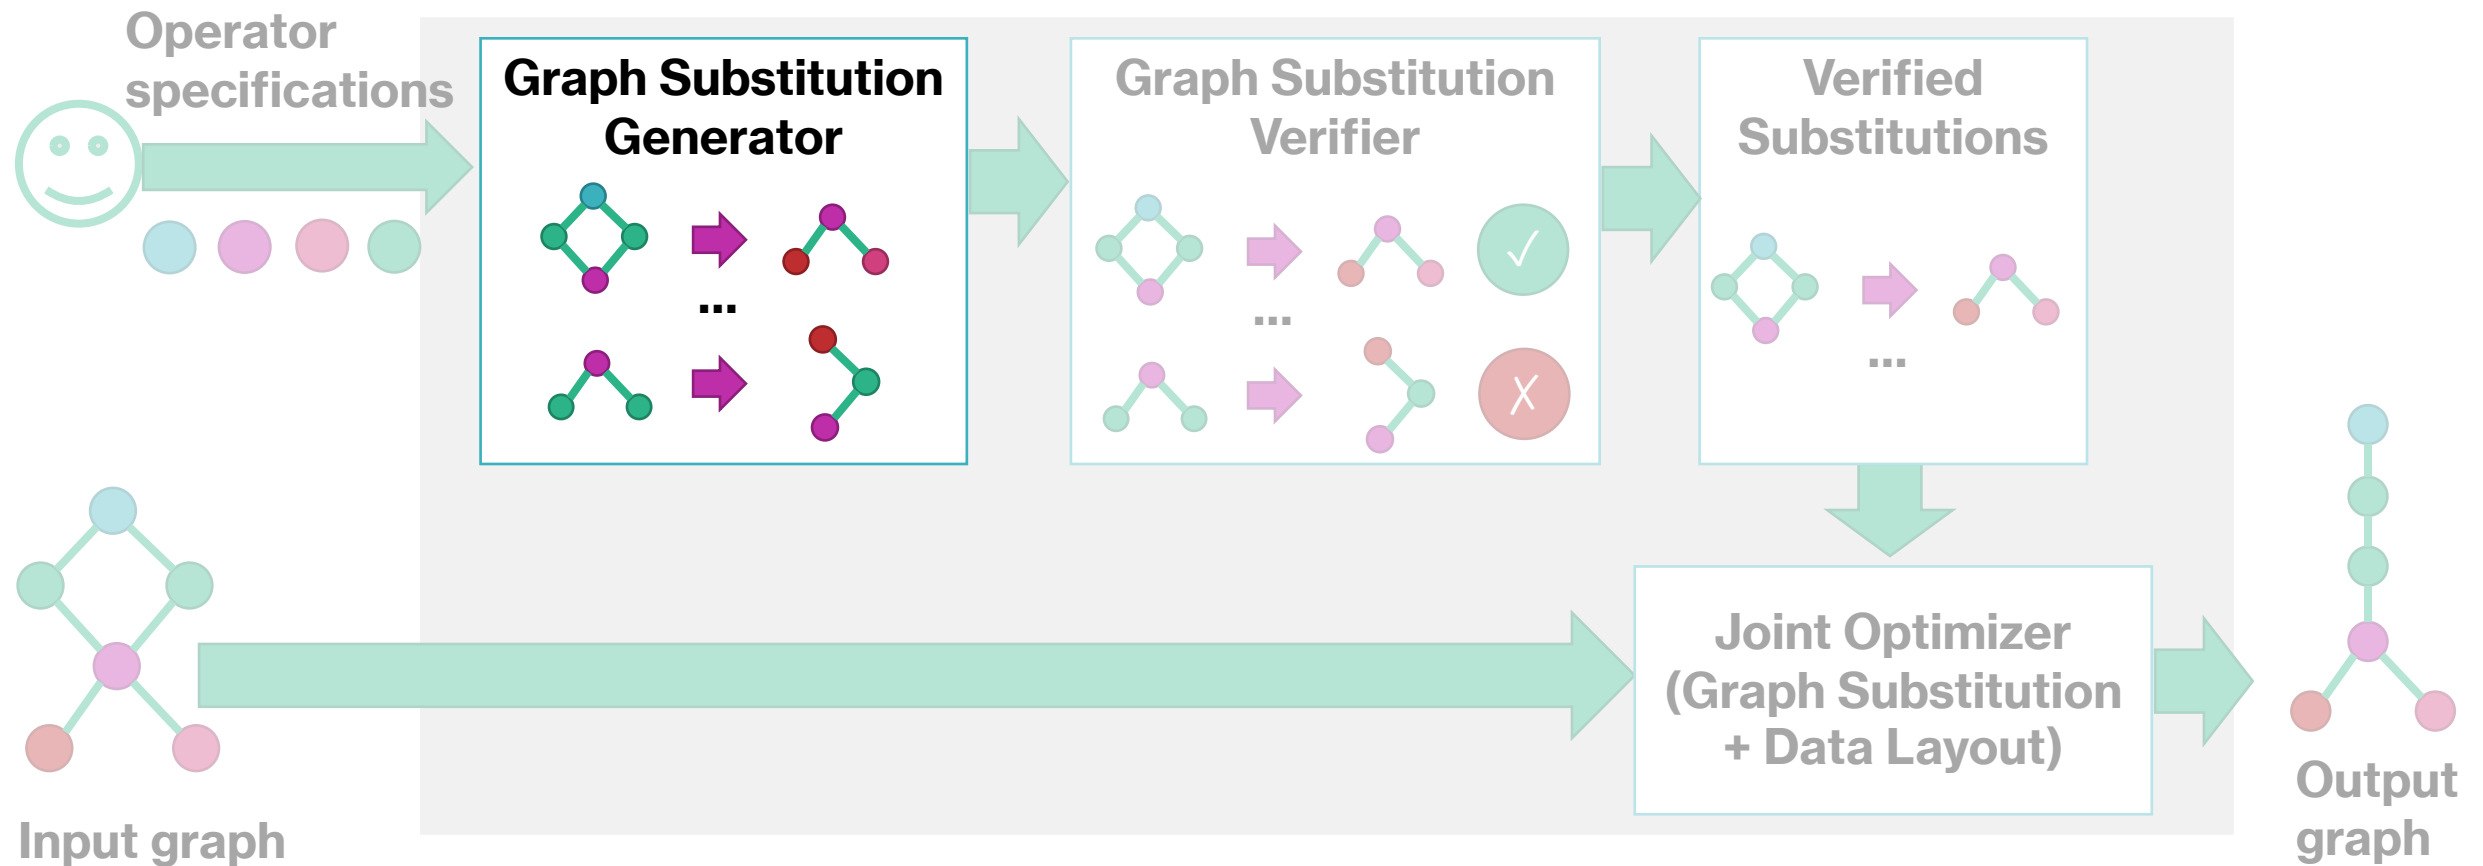 Operator
specifications
Graph Substitution
Generator
...
Graph Substitution
Verifier
...
✓
✗
Verified
Substitutions
...
Input graph
Joint Optimizer
(Graph Substitution
+ Data Layout)
Output
graph